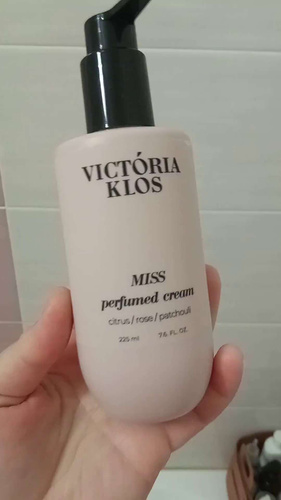 VICTÓRIA
KLOS
MISS
perfumed cream
citrus / rose / patchouli
225 ml 7.6. FL. OZ.